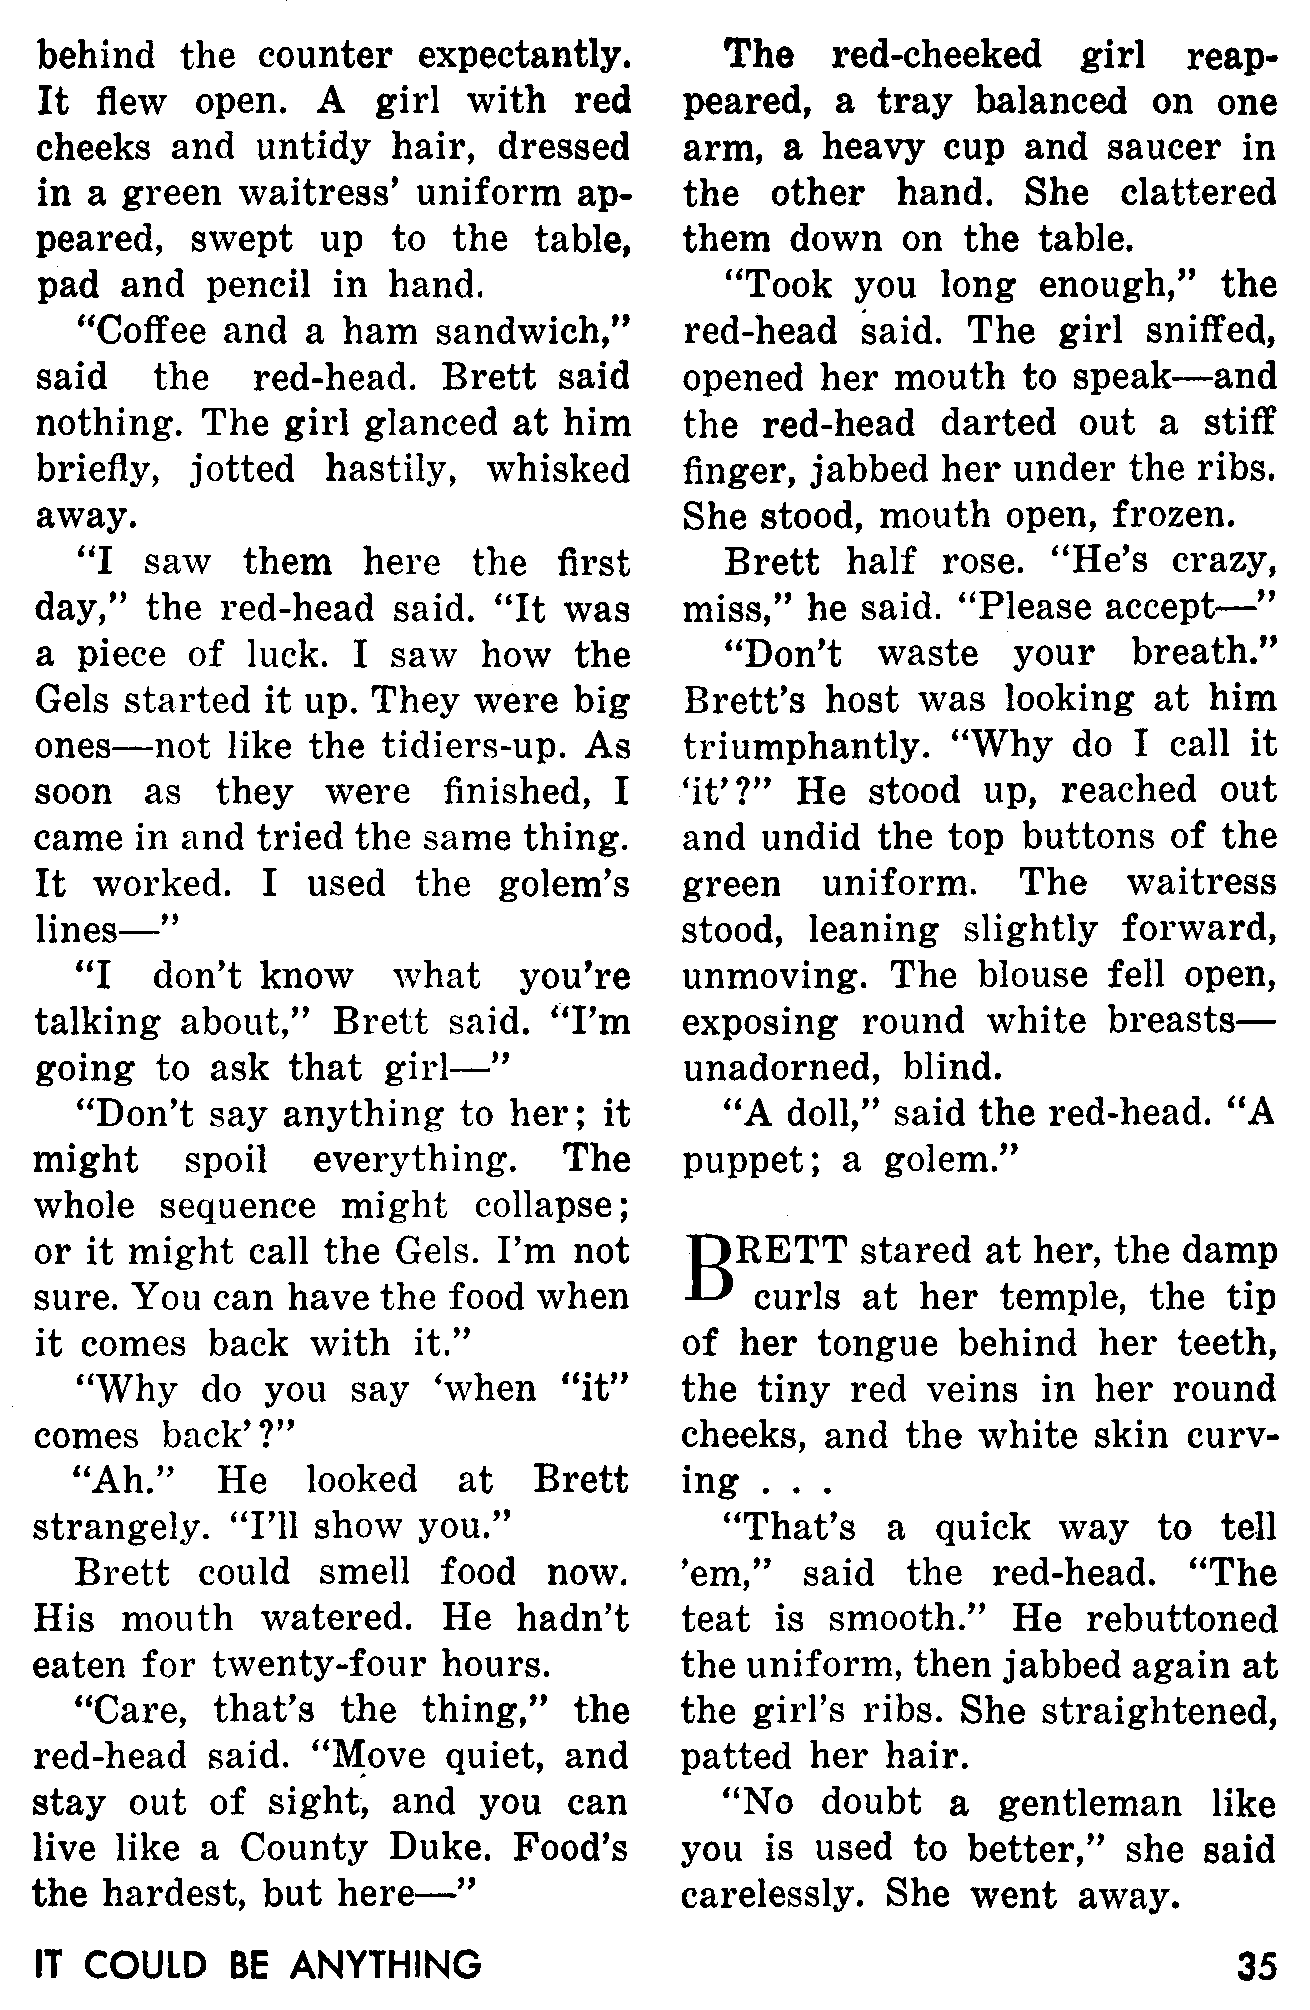 behind the counter expectantly.
It flew open. A girl with red
cheeks and untidy hair, dressed
in a green waitress' uniform ap-
peared, swept up to the table,
pad and pencil in hand.
“Coffee and a ham sandwich,”
said the red-head. Brett said
nothing. The girl glanced at him
briefly, jotted hastily, whisked
away.
“I saw them here the first
day,” the red-head said. “It was
a piece of luck. I saw how the
Gels started it up. They were big
ones—not like the tidiers-up. As
soon as they were finished, I
came in and tried the same thing.
It worked. I used the golem's
lines—”
“I don't know what you're
talking about,” Brett said. “I'm
going to ask that girl—”
“Don't say anything to her; it
might spoil everything. The
whole sequence might collapse;
or it might call the Gels. I'm not
sure. You can have the food when
it comes back with it.”
“Why do you say ‘when “it”
comes back’?”
“Ah.” He looked at Brett
strangely. “I'll show you.”
Brett could smell food now.
His mouth watered. He hadn't
eaten for twenty-four hours.
“Care, that's the thing,” the
red-head said. “Move quiet, and
stay out of sight, and you can
live like a County Duke. Food's
the hardest, but here—”
The red-cheeked girl reap-
peared, a tray balanced on one
arm, a heavy cup and saucer in
the other hand. She clattered
them down on the table.
“Took you long enough,” the
red-head said. The girl sniffed,
opened her mouth to speak—and
the red-head darted out a stiff
finger, jabbed her under the ribs.
She stood, mouth open, frozen.
Brett half rose. “He's crazy,
miss,” he said. “Please accept—”
“Don't waste your breath.”
Brett's host was looking at him
triumphantly. “Why do I call it
‘it’?” He stood up, reached out
and undid the top buttons of the
green uniform. The waitress
stood, leaning slightly forward,
unmoving. The blouse fell open,
exposing round white breasts—
unadorned, blind.
“A doll,” said the red-head. “A
puppet; a golem.”
BRETT stared at her, the damp
curls at her temple, the tip
of her tongue behind her teeth,
the tiny red veins in her round
cheeks, and the white skin curv-
ing . . .
“That's a quick way to tell
'em,” said the red-head. “The
teat is smooth.” He rebuttoned
the uniform, then jabbed again at
the girl's ribs. She straightened,
patted her hair.
“No doubt a gentleman like
you is used to better,” she said
carelessly. She went away.
IT COULD BE ANYTHING
35